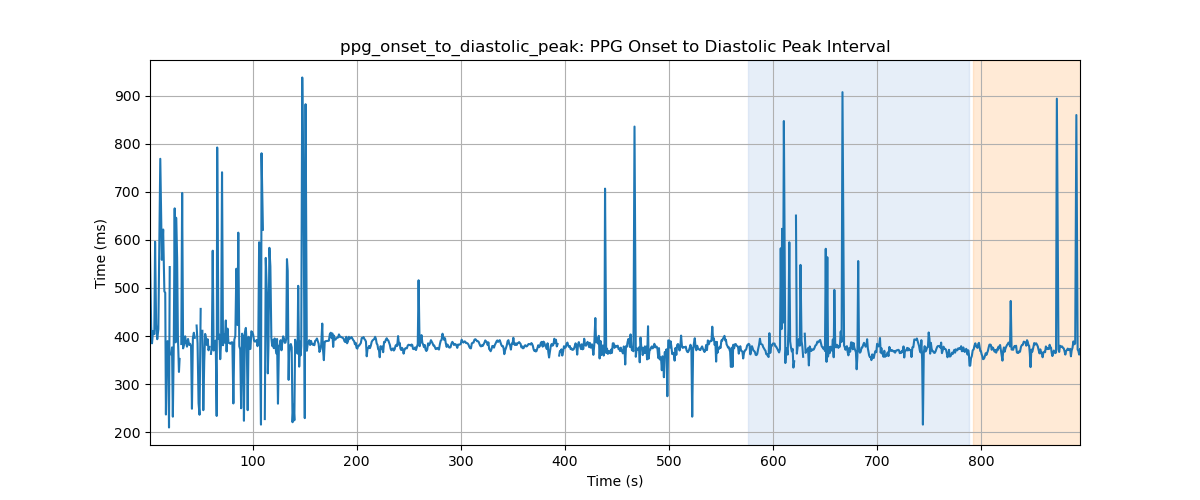 ppg_onset_to_diastolic_peak: PPG Onset to Diastolic Peak Interval
900
800
700
600
500
400
300
200
Time (ms)
100 200 300 400 500 600 700 800
Time (s)